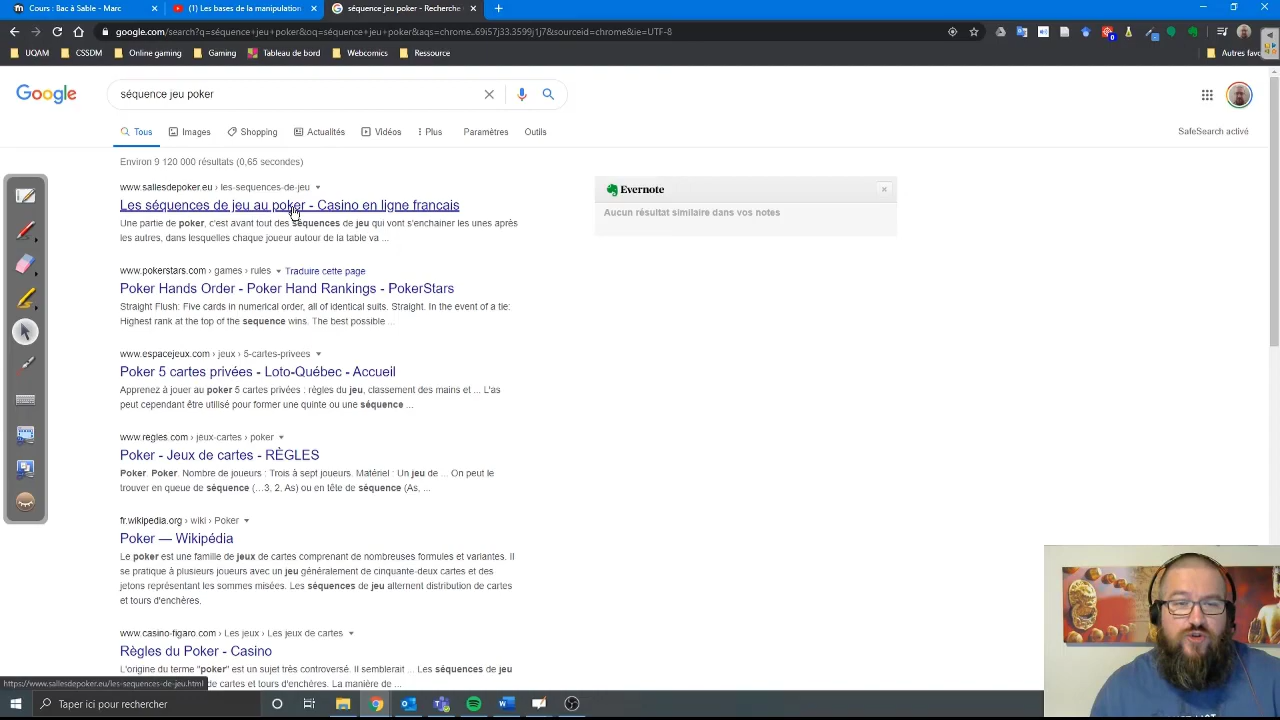 Cours : Bac à Sable - Marc
(1) Les bases de la manipulation
séquence jeu poker - Recherche
google.com/search?q=séquence+jeu+poker&oq=séquence+jeu+poker&aqs=chrome..69i57j33.3599j1j7&sourceid=chrome&ie=UTF-8
UQAM
CSSDM
Online gaming
Gaming
Tableau de bord
Webcomics
Ressource
Autres favo
Google
séquence jeu poker
Tous
Images
Shopping
Actualités
Vidéos
Plus
Paramètres
Outils
SafeSearch activé
Environ 9 120 000 résultats (0,65 secondes)
www.sallesdepoker.eu › les-sequences-de-jeu
Les séquences de jeu au poker - Casino en ligne francais
Une partie de poker, c'est avant tout des séquences de jeu qui vont s'enchainer les unes après
les autres, dans lesquelles chaque joueur autour de la table va ...
Evernote
Aucun résultat similaire dans vos notes
www.pokerstars.com › games › rules Traduire cette page
Poker Hands Order - Poker Hand Rankings - PokerStars
Straight Flush: Five cards in numerical order, all of identical suits. Straight. In the event of a tie:
Highest rank at the top of the sequence wins. The best possible ...
www.espacejeux.com › jeux › 5-cartes-privees
Poker 5 cartes privées - Loto-Québec - Accueil
Apprenez à jouer au poker 5 cartes privées : règles du jeu, classement des mains et ... L'as
peut cependant être utilisé pour former une quinte ou une séquence ...
www.regles.com › jeux-cartes › poker
Poker - Jeux de cartes - RÈGLES
Poker. Poker. Nombre de joueurs : Trois à sept joueurs. Matériel : Un jeu de ... On peut le
trouver en queue de séquence (…3, 2, As) ou en tête de séquence (As, ...
fr.wikipedia.org › wiki › Poker
Poker — Wikipédia
Le poker est une famille de jeux de cartes comprenant de nombreuses formules et variantes. Il
se pratique à plusieurs joueurs avec un jeu généralement de cinquante-deux cartes et des
jetons représentant les sommes misées. Les séquences de jeu alternent distribution de cartes
et tours d'enchères.
www.casino-figaro.com › Les jeux › Les jeux de cartes
Règles du Poker - Casino
L'origine du terme "poker" est un sujet très controversé. Il semblerait ... Les séquences de jeu
https://www.sallesdepoker.eu/les-sequences-de-jeu.html
de cartes et tours d'enchères. La manière de ...
Taper ici pour rechercher